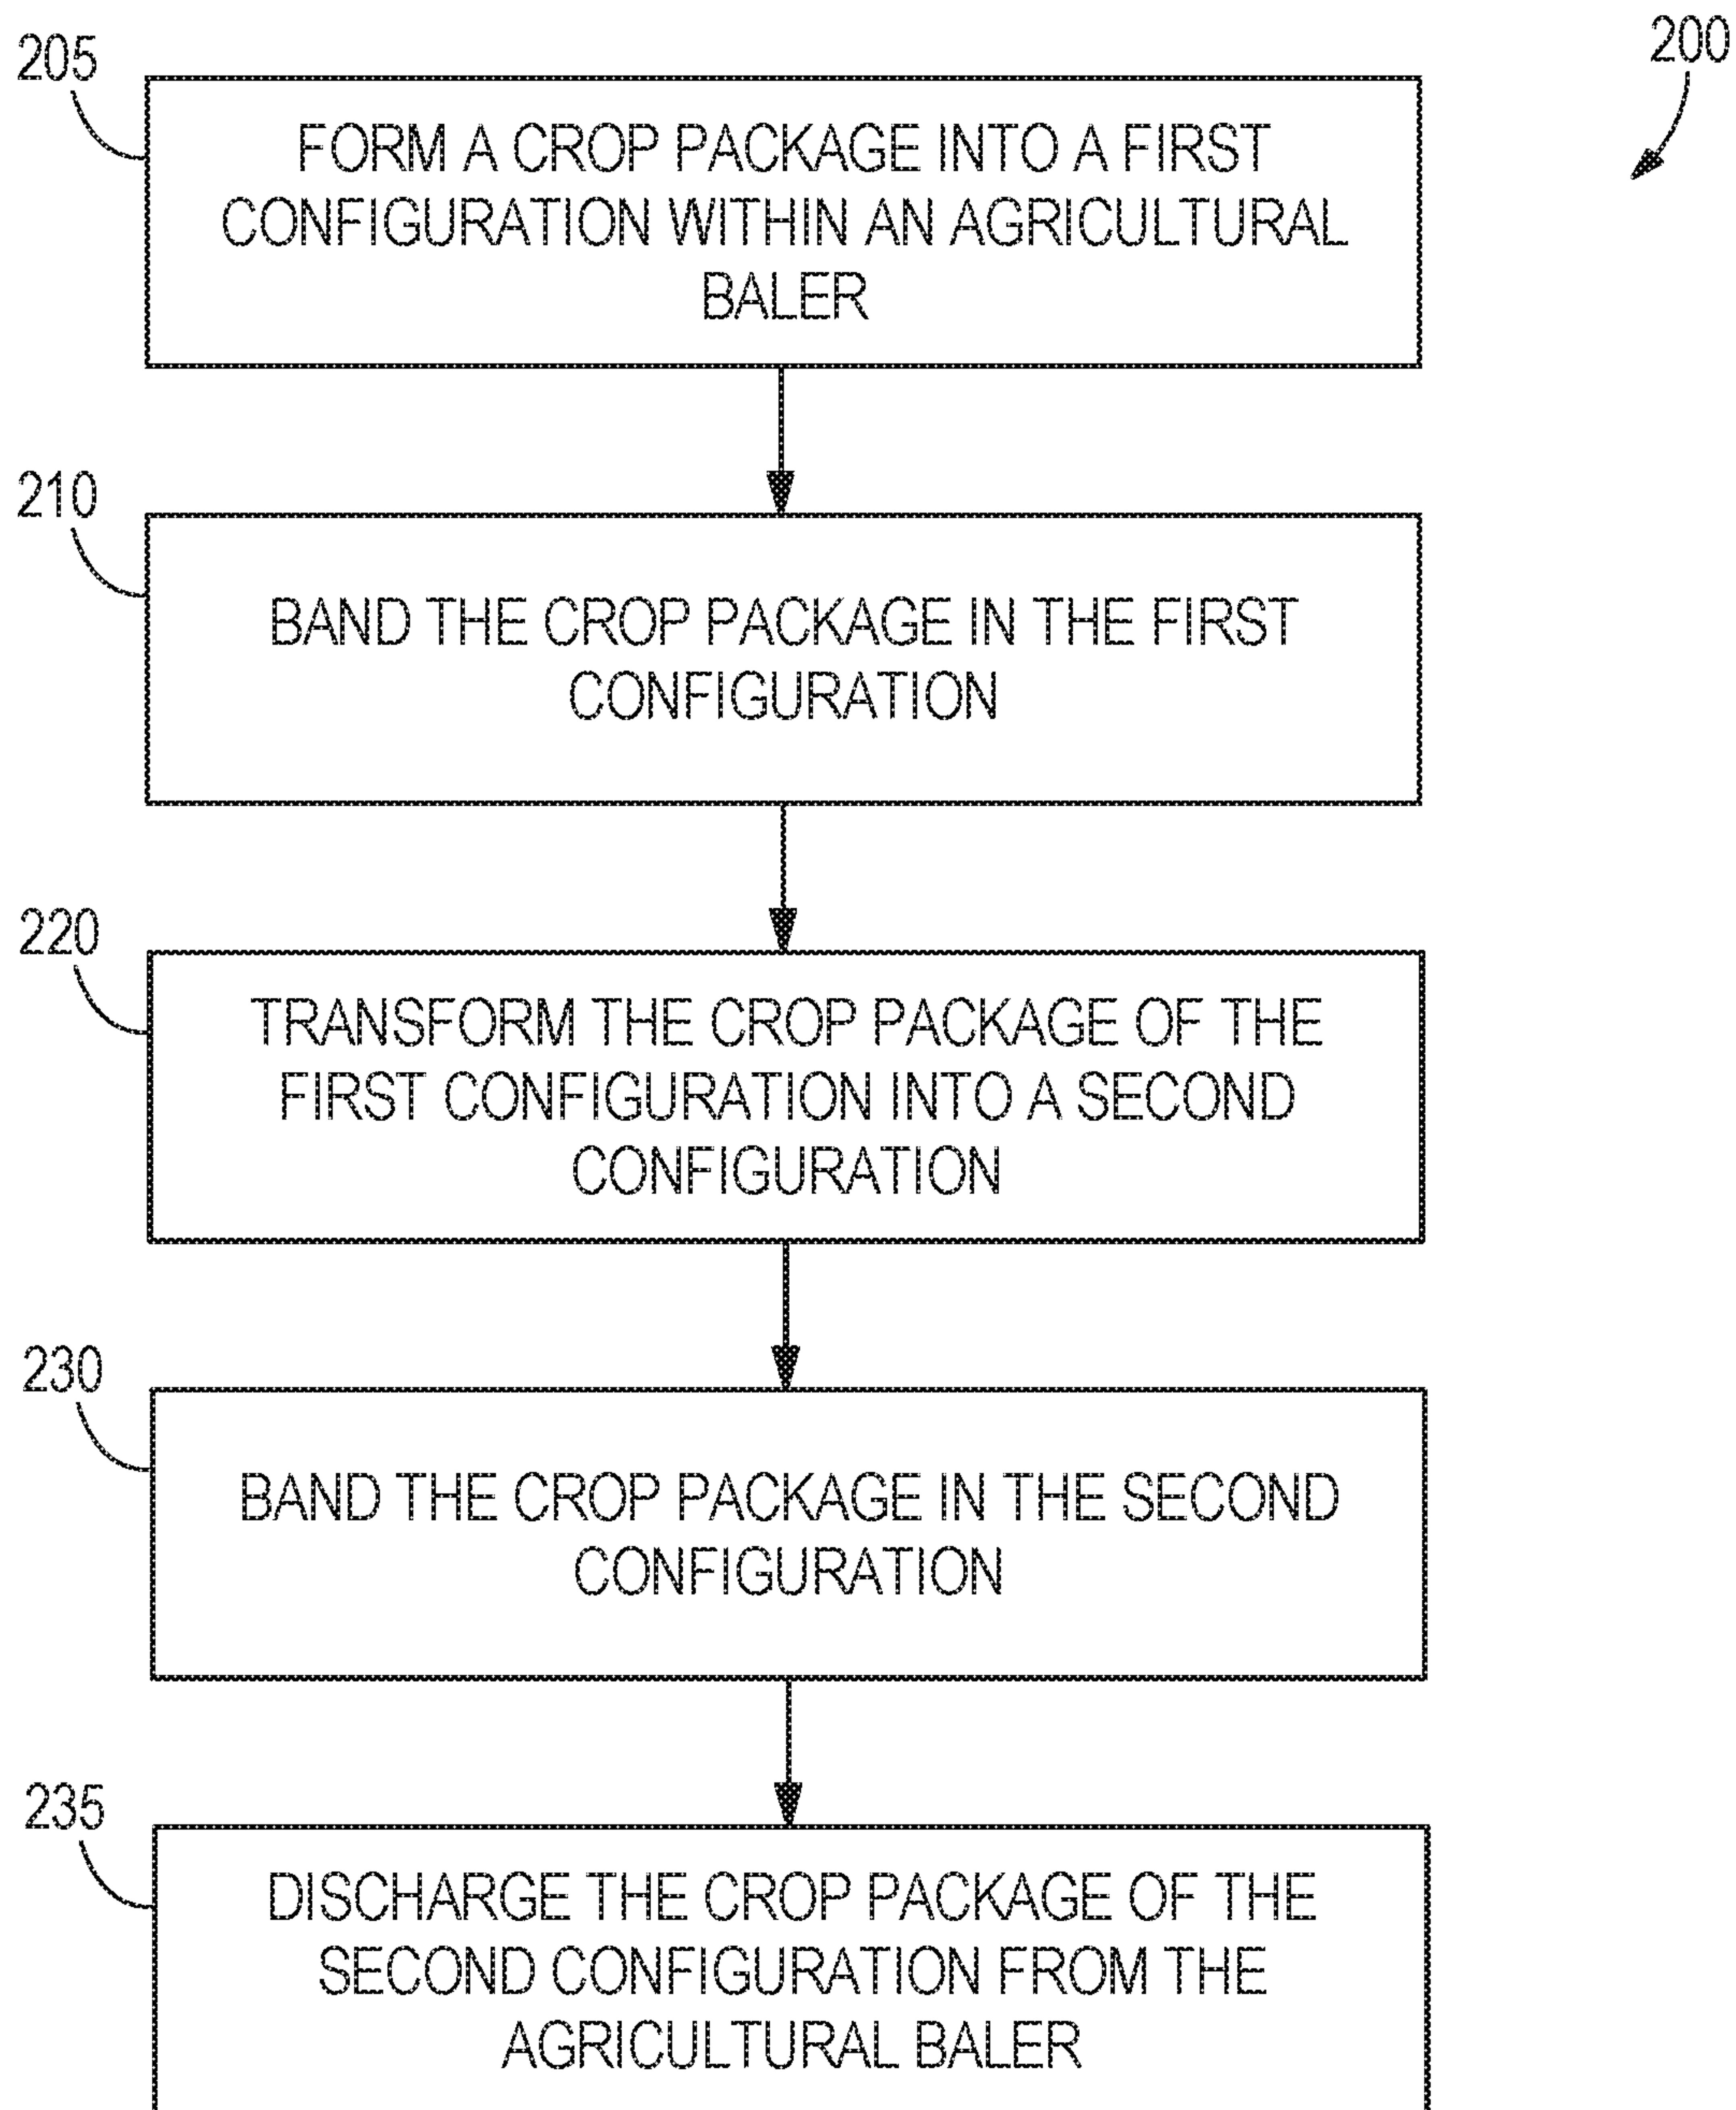 200
205
FORM A CROP PACKAGE INTO A FIRST
CONFIGURATION WITHIN AN AGRICULTURAL
BALER
210
BAND THE CROP PACKAGE IN THE FIRST
CONFIGURATION
220
TRANSFORM THE CROP PACKAGE OF THE
FIRST CONFIGURATION INTO A SECOND
CONFIGURATION
230
BAND THE CROP PACKAGE IN THE SECOND
CONFIGURATION
235
DISCHARGE THE CROP PACKAGE OF THE
SECOND CONFIGURATION FROM THE
AGRICULTURAL BALER